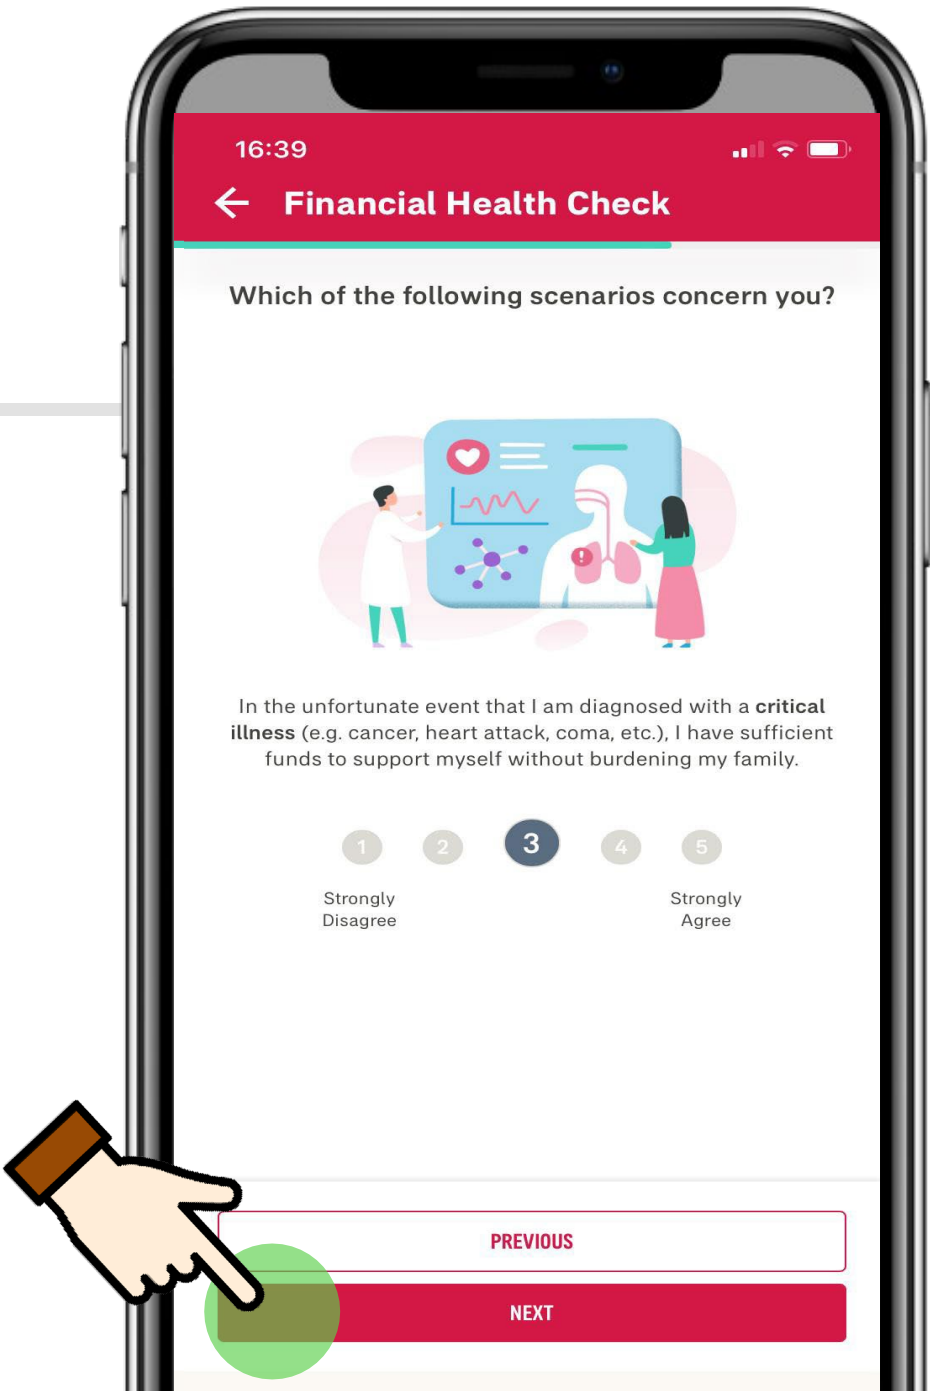 16:39
Financial Health Check
Which of the following scenarios concern you?
In the unfortunate event that I am diagnosed with a critical
illness (e.g. cancer, heart attack, coma, etc.), I have sufficient
funds to support myself without burdening my family.
1 2 3 4 5
Strongly Disagree
Strongly Agree
PREVIOUS
NEXT